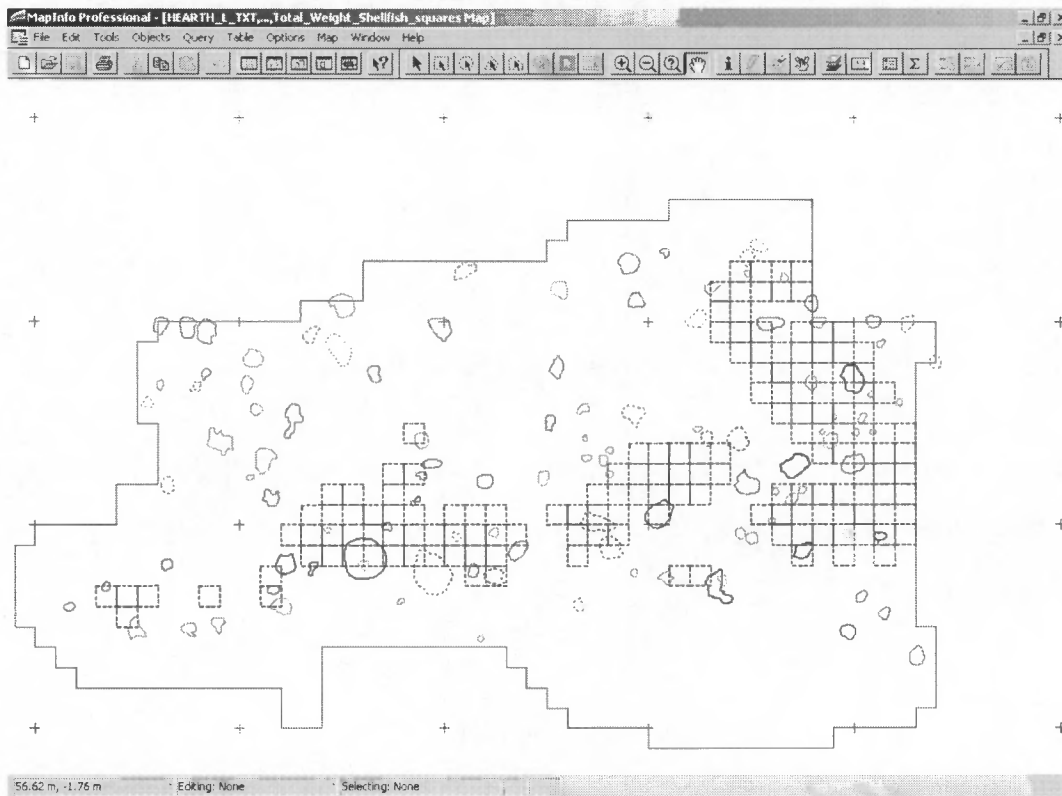 MapInfo Professional - [HEARTH_L_TXT,...,Total_Weight_Shellfish_squares Map]
File Edit Tools Objects Query Table Options Map Window Help
56.62 m, -1.76 m Editing: None Selecting: None